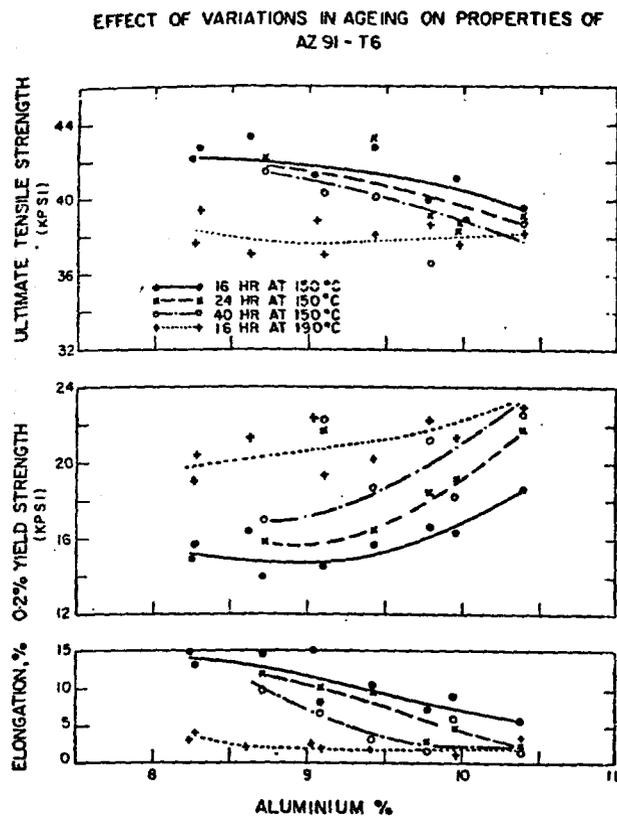 EFFECT OF VARIATIONS IN AGEING ON PROPERTIES OF
AZ 91 - T6
ULTIMATE TENSILE STRENGTH
(KPSI)
44
40
36
32
16 HR AT 150°C
24 HR AT 150°C
40 HR AT 150°C
16 HR AT 190°C
0·2% YIELD STRENGTH
(KPSI)
24
20
16
12
ELONGATION, %
15
10
5
0
8
9
10
11
ALUMINIUM %